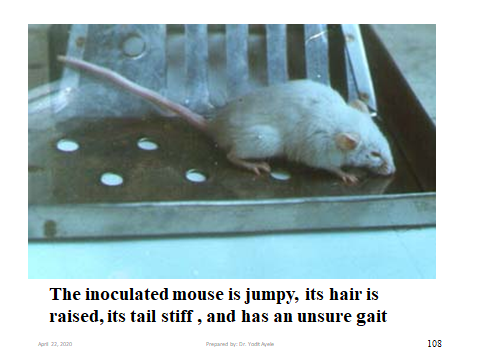 The inoculated mouse is jumpy, its hair is
raised, its tail stiff , and has an unsure gait
April 22, 2020
Prepared by: Dr. Yodit Ayele
108